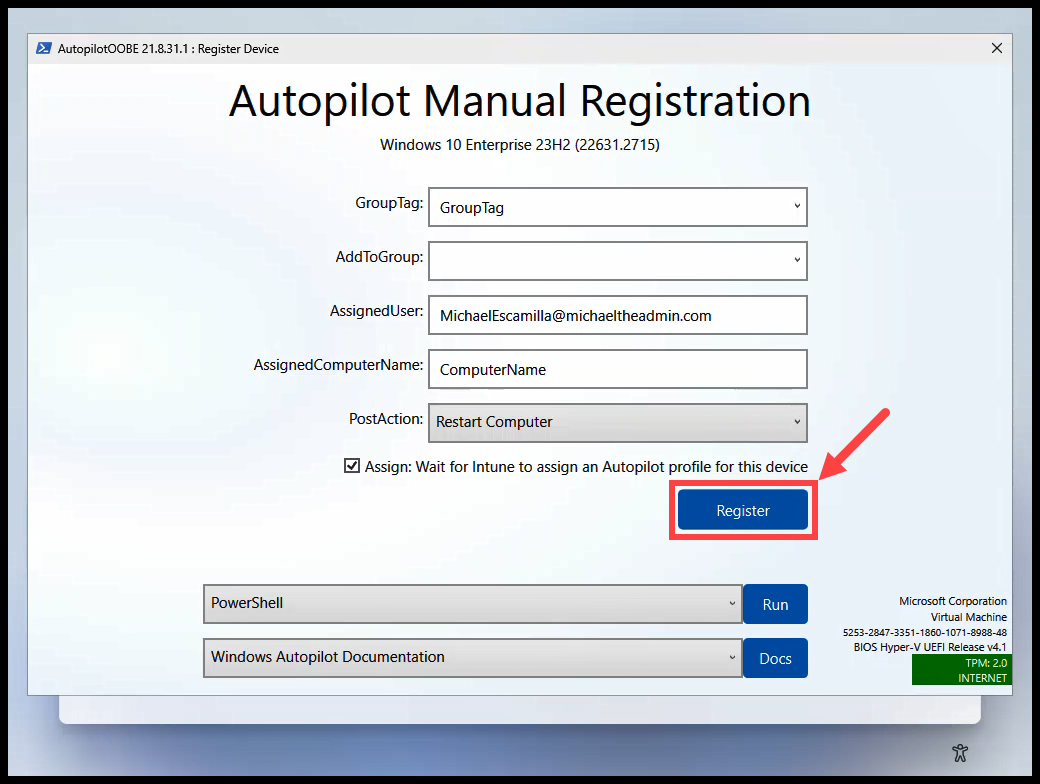 AutopilotOOBE 21.8.31.1 : Register Device
Autopilot Manual Registration
Windows 10 Enterprise 23H2 (22631.2715)
GroupTag: GroupTag
AddToGroup:
AssignedUser: MichaelEscamilla@michaeltheadmin.com
AssignedComputerName: ComputerName
PostAction: Restart Computer
Assign: Wait for Intune to assign an Autopilot profile for this device
Register
PowerShell Run
Windows Autopilot Documentation Docs
Microsoft Corporation
Virtual Machine
5253-2847-3351-1860-1071-8988-48
BIOS Hyper-V UEFI Release v4.1
TPM: 2.0
INTERNET